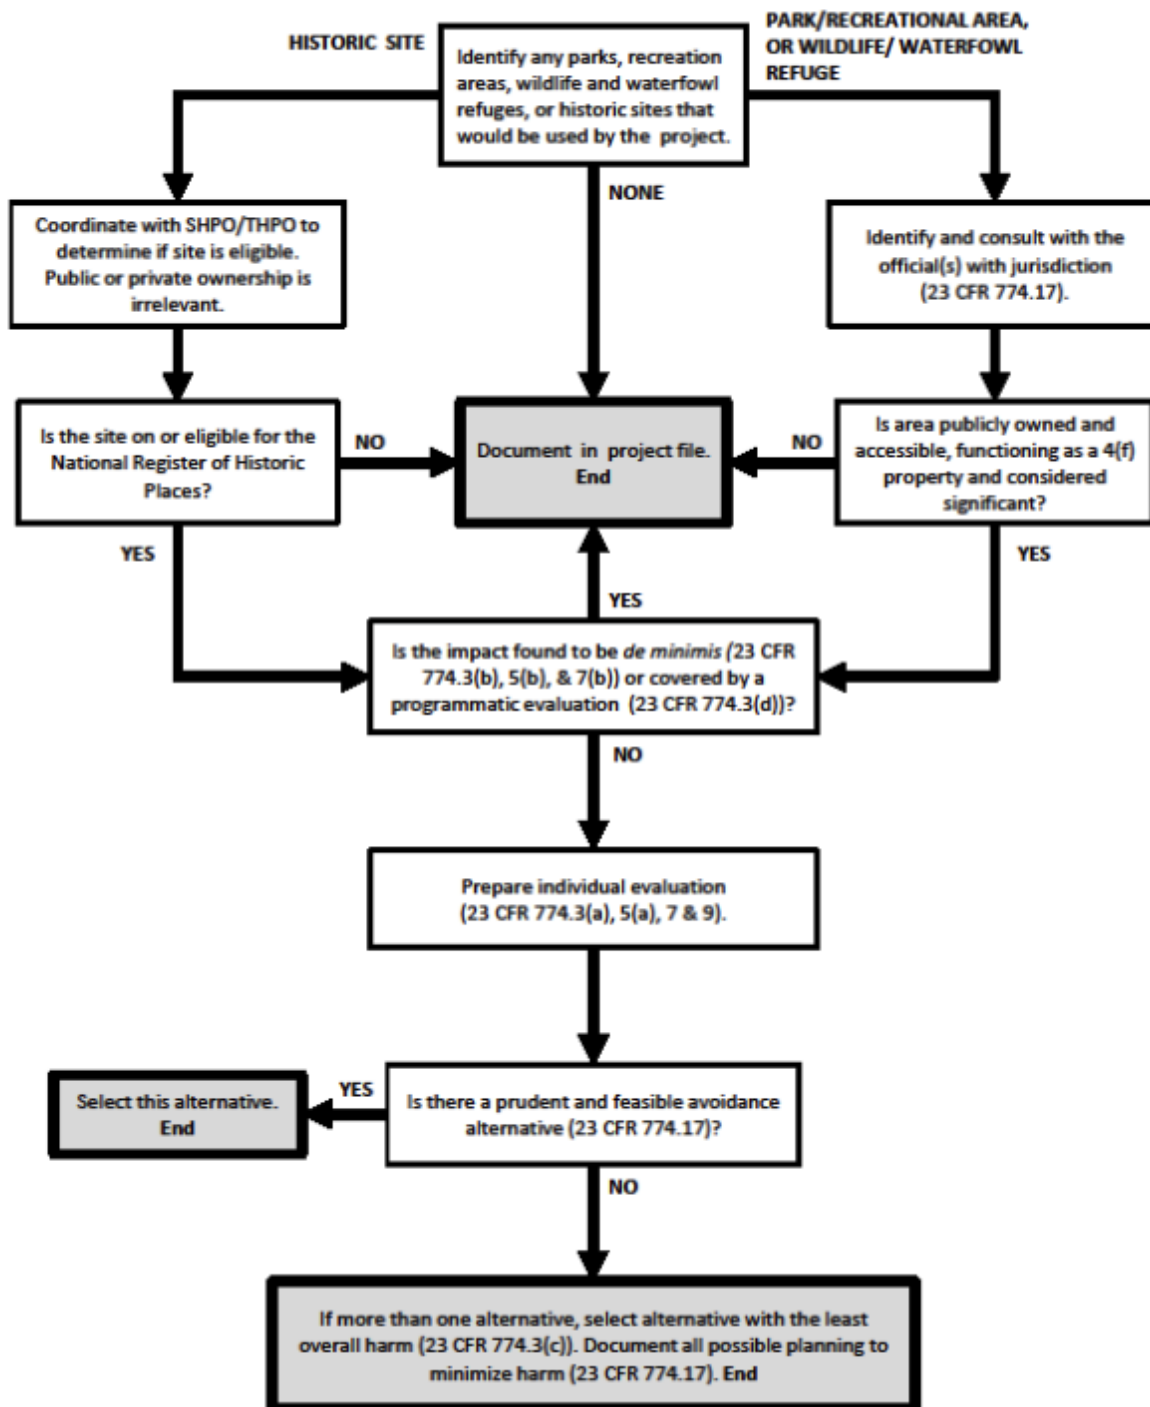 HISTORIC SITE
PARK/RECREATIONAL AREA,
OR WILDLIFE/ WATERFOWL
REFUGE
Identify any parks, recreation
areas, wildlife and waterfowl
refuges, or historic sites that
would be used by the project.
NONE
Coordinate with SHPO/THPO to
determine if site is eligible.
Public or private ownership is
irrelevant.
Identify and consult with the
official(s) with jurisdiction
(23 CFR 774.17).
Is the site on or eligible for the
National Register of Historic
Places?
NO
Document in project file.
End
NO
Is area publicly owned and
accessible, functioning as a 4(f)
property and considered
significant?
YES
YES
YES
Is the impact found to be de minimis (23 CFR
774.3(b), 5(b), & 7(b)) or covered by a
programmatic evaluation (23 CFR 774.3(d))?
NO
Prepare individual evaluation
(23 CFR 774.3(a), 5(a), 7 & 9).
Select this alternative.
End
YES
Is there a prudent and feasible avoidance
alternative (23 CFR 774.17)?
NO
If more than one alternative, select alternative with the least
overall harm (23 CFR 774.3(c)). Document all possible planning to
minimize harm (23 CFR 774.17). End